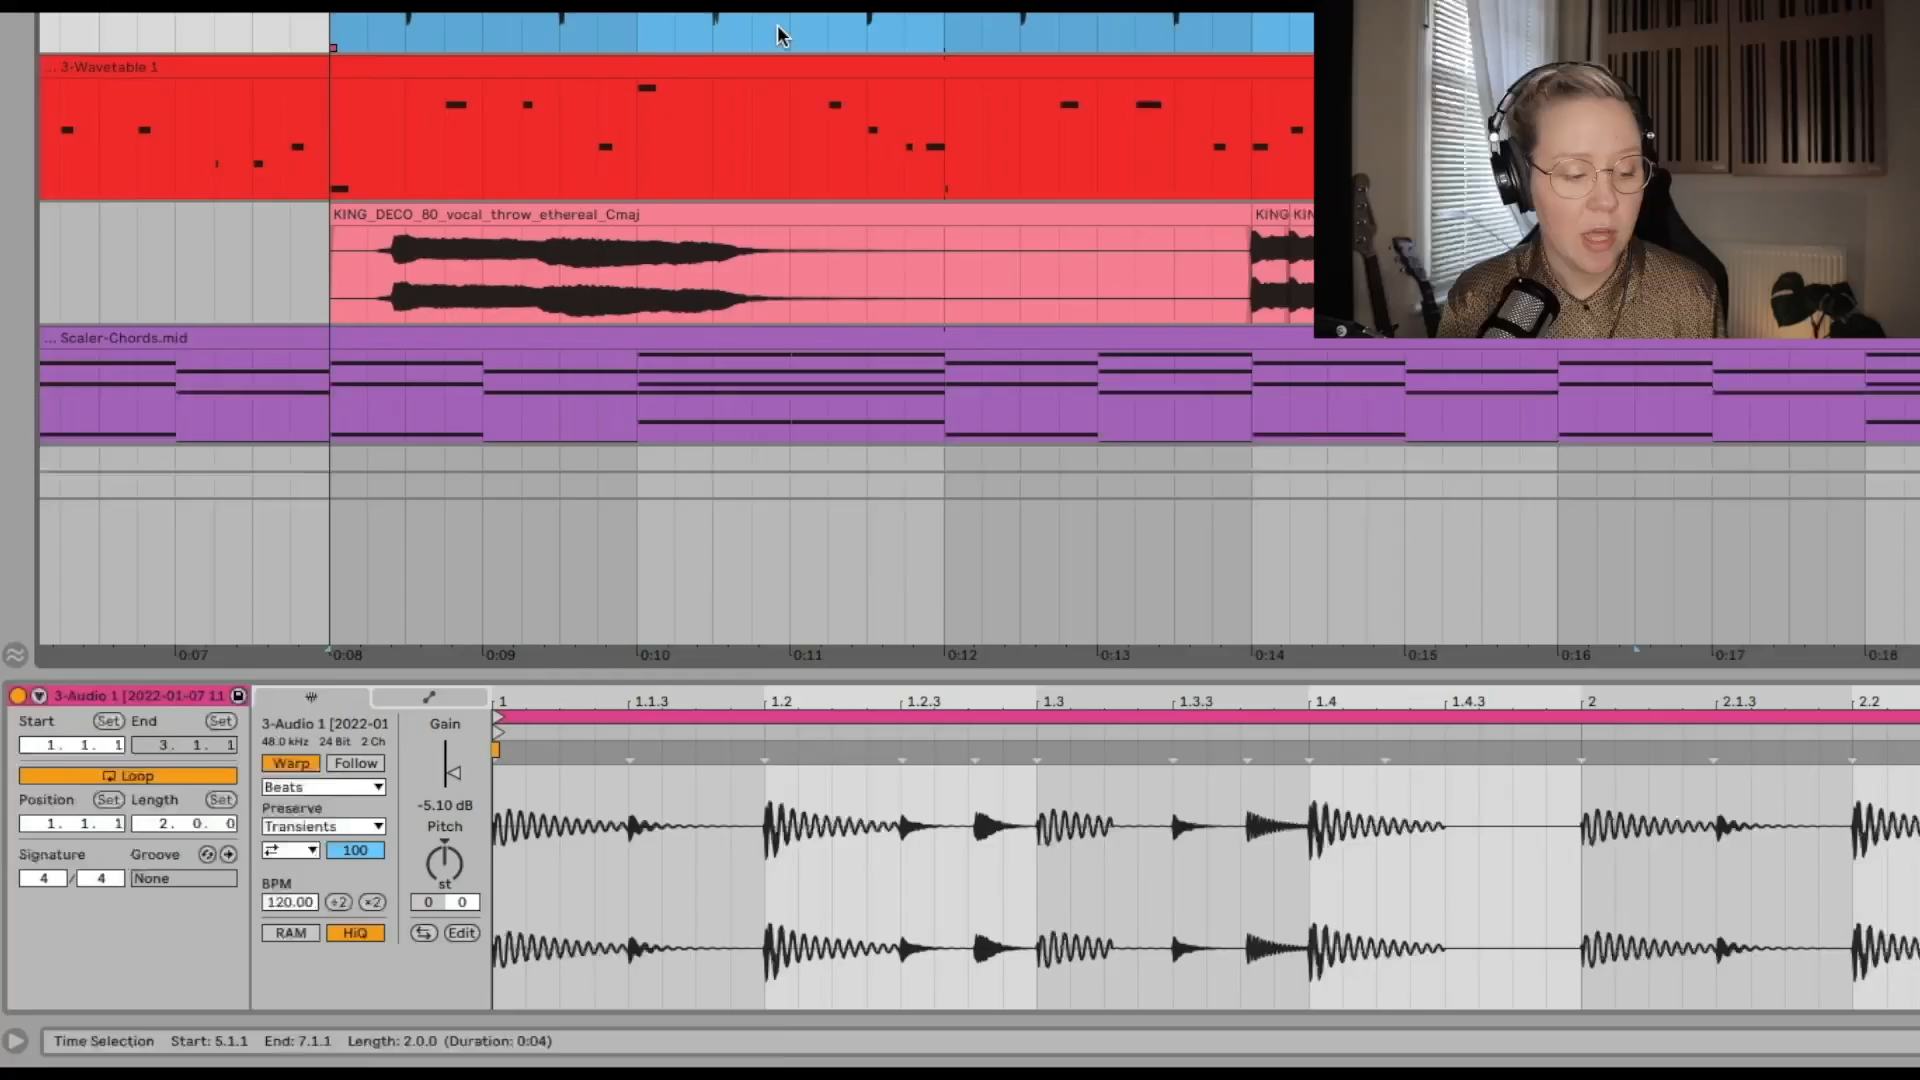 ... 3-Wavetable 1
KING_DECO_80_vocal_throw_ethereal_Cmaj
KING KIN
... Scaler-Chords.mid
0:07 0:08 0:09 0:10 0:11 0:12 0:13 0:14 0:15 0:16 0:17 0:18
3-Audio 1 [2022-01-07 11
Start Set End Set
1. 1. 1 3. 1. 1
Loop
Position Set Length Set
1. 1. 1 2. 0. 0
Signature Groove
4 / 4 None
3-Audio 1 [2022-01
48.0 kHz 24 Bit 2 Ch
Warp Follow
Beats
Preserve
Transients
100
BPM
120.00 ÷2 ×2
RAM HiQ
Gain
-5.10 dB
Pitch
st
0 0
Edit
1 1.1.3 1.2 1.2.3 1.3 1.3.3 1.4 1.4.3 2 2.1.3 2.2
Time Selection Start: 5.1.1 End: 7.1.1 Length: 2.0.0 (Duration: 0:04)